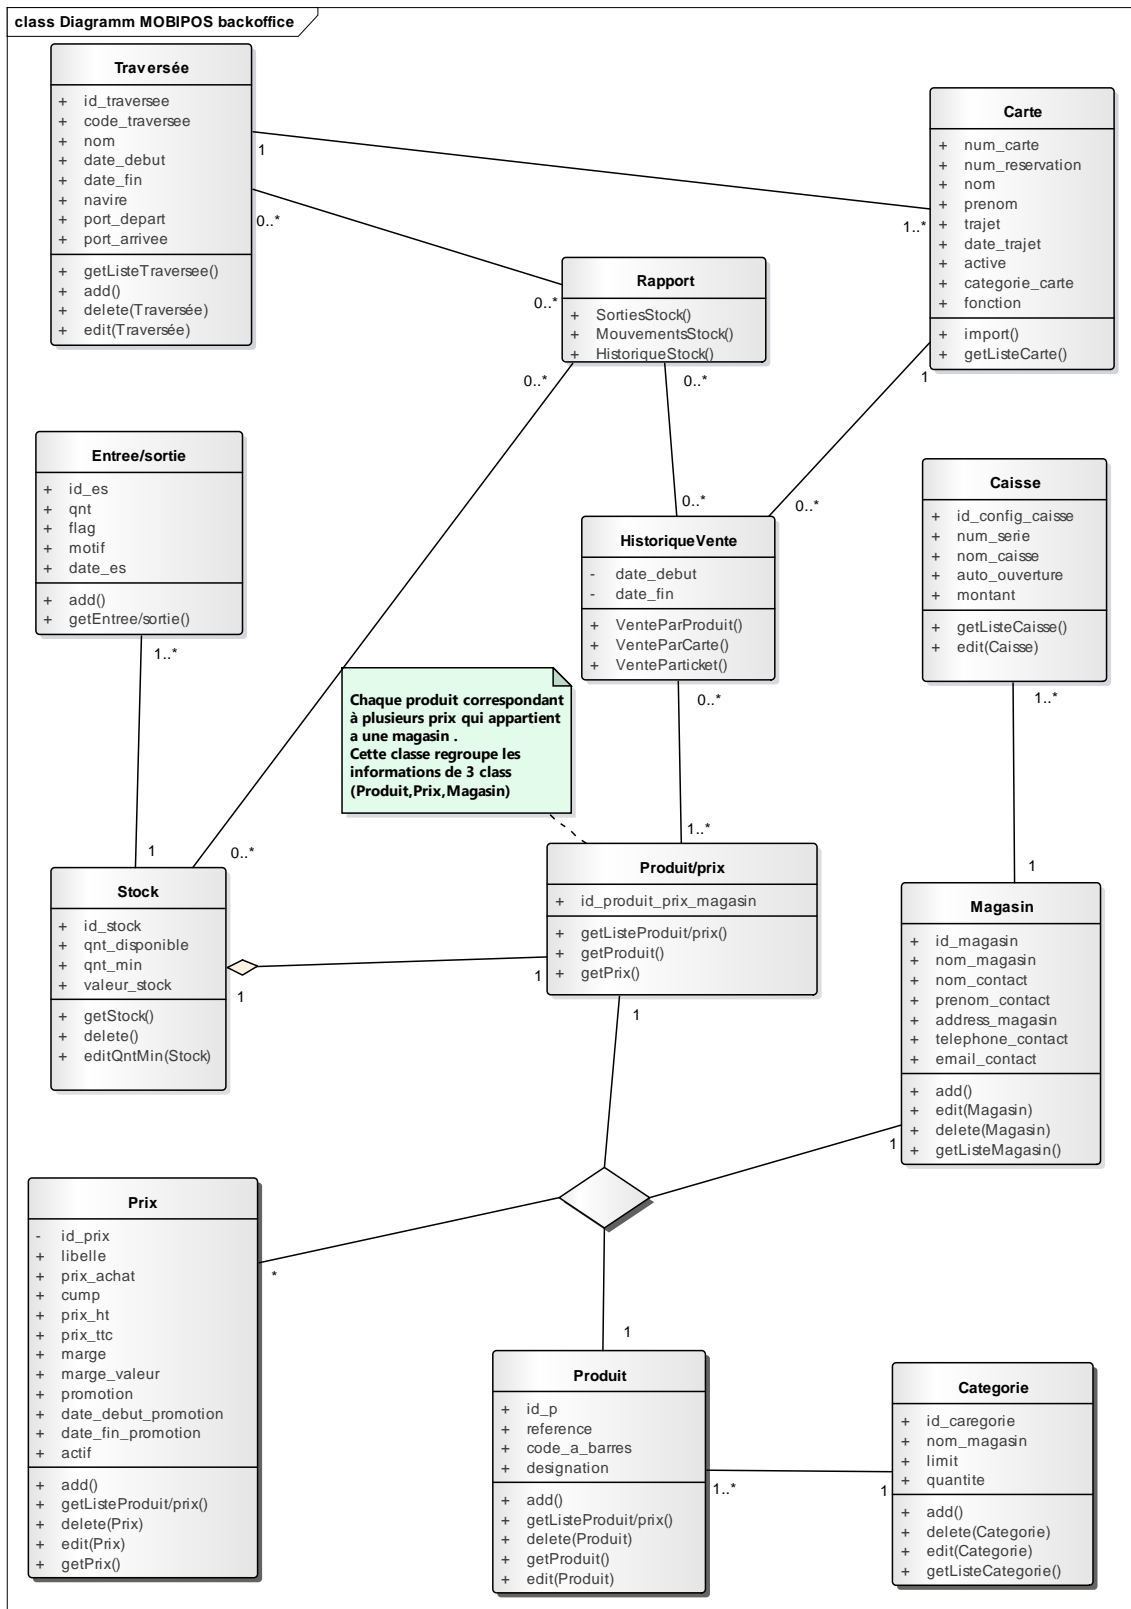 class Diagramm MOBIPOS backoffice
Traversée
+ id_traversee
+ code_traversee
+ nom
+ date_debut
+ date_fin
+ navire
+ port_depart
+ port_arrivee
+ getListeTraversee()
+ add()
+ delete(Traversée)
+ edit(Traversée)
1
0..*
Carte
+ num_carte
+ num_reservation
+ nom
+ prenom
+ trajet
+ date_trajet
+ active
+ categorie_carte
+ fonction
+ import()
+ getListeCarte()
1..*
1
Rapport
+ SortiesStock()
+ MouvementsStock()
+ HistoriqueStock()
0..*
0..*
0..*
Entree/sortie
+ id_es
+ qnt
+ flag
+ motif
+ date_es
+ add()
+ getEntree/sortie()
1..*
HistoriqueVente
- date_debut
- date_fin
+ VenteParProduit()
+ VenteParCarte()
+ VenteParticket()
0..*
0..*
0..*
Caisse
+ id_config_caisse
+ num_serie
+ nom_caisse
+ auto_ouverture
+ montant
+ getListeCaisse()
+ edit(Caisse)
1..*
Chaque produit correspondant
à plusieurs prix qui appartient
a une magasin .
Cette classe regroupe les
informations de 3 class
(Produit,Prix,Magasin)
Stock
+ id_stock
+ qnt_disponible
+ qnt_min
+ valeur_stock
+ getStock()
+ delete()
+ editQntMin(Stock)
1
0..*
1
Produit/prix
+ id_produit_prix_magasin
+ getListeProduit/prix()
+ getProduit()
+ getPrix()
1..*
1
1
Magasin
+ id_magasin
+ nom_magasin
+ nom_contact
+ prenom_contact
+ address_magasin
+ telephone_contact
+ email_contact
+ add()
+ edit(Magasin)
+ delete(Magasin)
+ getListeMagasin()
1
1
Prix
- id_prix
+ libelle
+ prix_achat
+ cump
+ prix_ht
+ prix_ttc
+ marge
+ marge_valeur
+ promotion
+ date_debut_promotion
+ date_fin_promotion
+ actif
+ add()
+ getListeProduit/prix()
+ delete(Prix)
+ edit(Prix)
+ getPrix()
*
Produit
+ id_p
+ reference
+ code_a_barres
+ designation
+ add()
+ getListeProduit/prix()
+ delete(Produit)
+ getProduit()
+ edit(Produit)
1
1..*
Categorie
+ id_caregorie
+ nom_magasin
+ limit
+ quantite
+ add()
+ delete(Categorie)
+ edit(Categorie)
+ getListeCategorie()
1